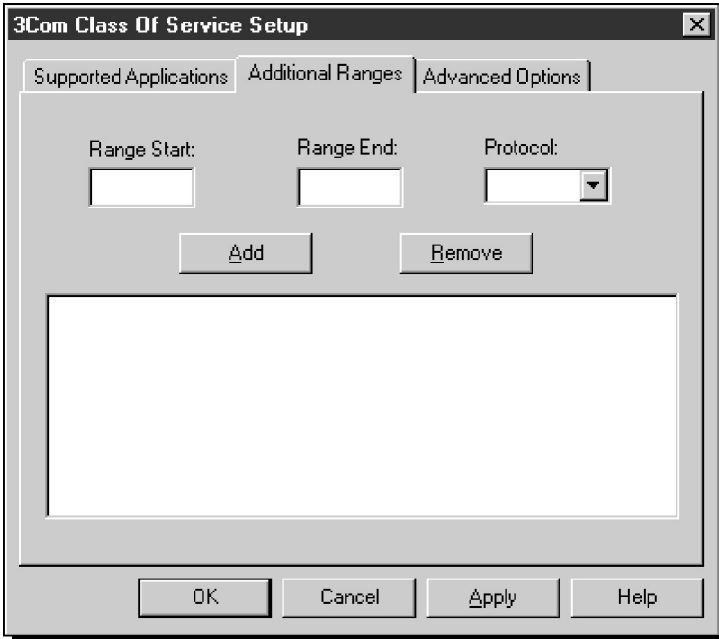 3Com Class Of Service Setup
Supported Applications Additional Ranges Advanced Options
Range Start: Range End: Protocol:
Add Remove
OK Cancel Apply Help